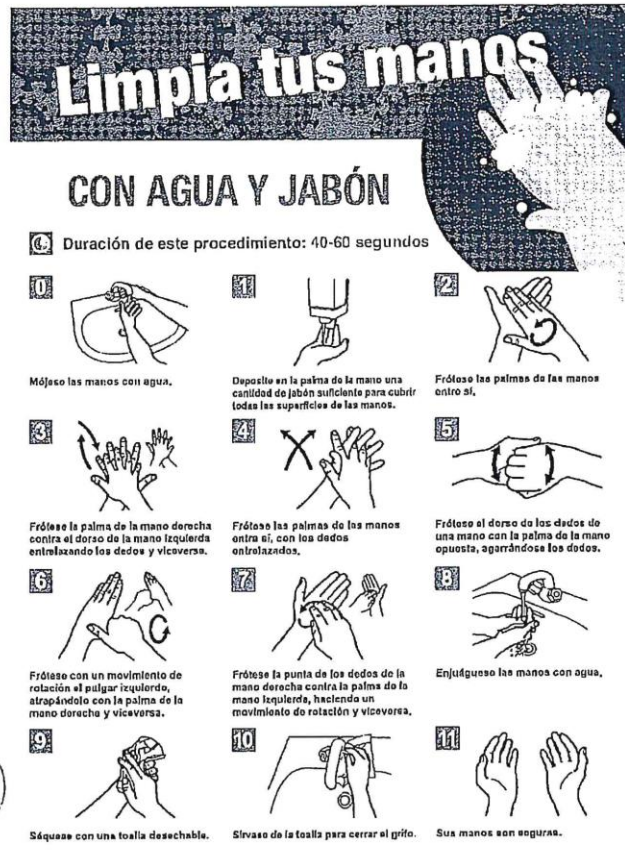 Limpia tus manos
CON AGUA Y JABÓN
Duración de este procedimiento: 40-60 segundos
0
Mójese las manos con agua.
1
Deposite en la palma de la mano una
cantidad de jabón suficiente para cubrir
todas las superficies de las manos.
2
Frótese las palmas de las manos
entre sí.
3
Frótese la palma de la mano derecha
contra el dorso de la mano izquierda
entrelazando los dedos y viceversa.
4
Frótese las palmas de las manos
entre sí, con los dedos
entrelazados.
5
Frótese el dorso de los dedos de
una mano con la palma de la mano
opuesta, agarrándose los dedos.
6
Frótese con un movimiento de
rotación el pulgar izquierdo,
atrapándolo con la palma de la
mano derecha y viceversa.
7
Frótese la punta de los dedos de la
mano derecha contra la palma de la
mano izquierda, haciendo un
movimiento de rotación y viceversa.
8
Enjuáguese las manos con agua.
9
Séquese con una toalla desechable.
10
Sírvase de la toalla para cerrar el grifo.
11
Sus manos son seguras.